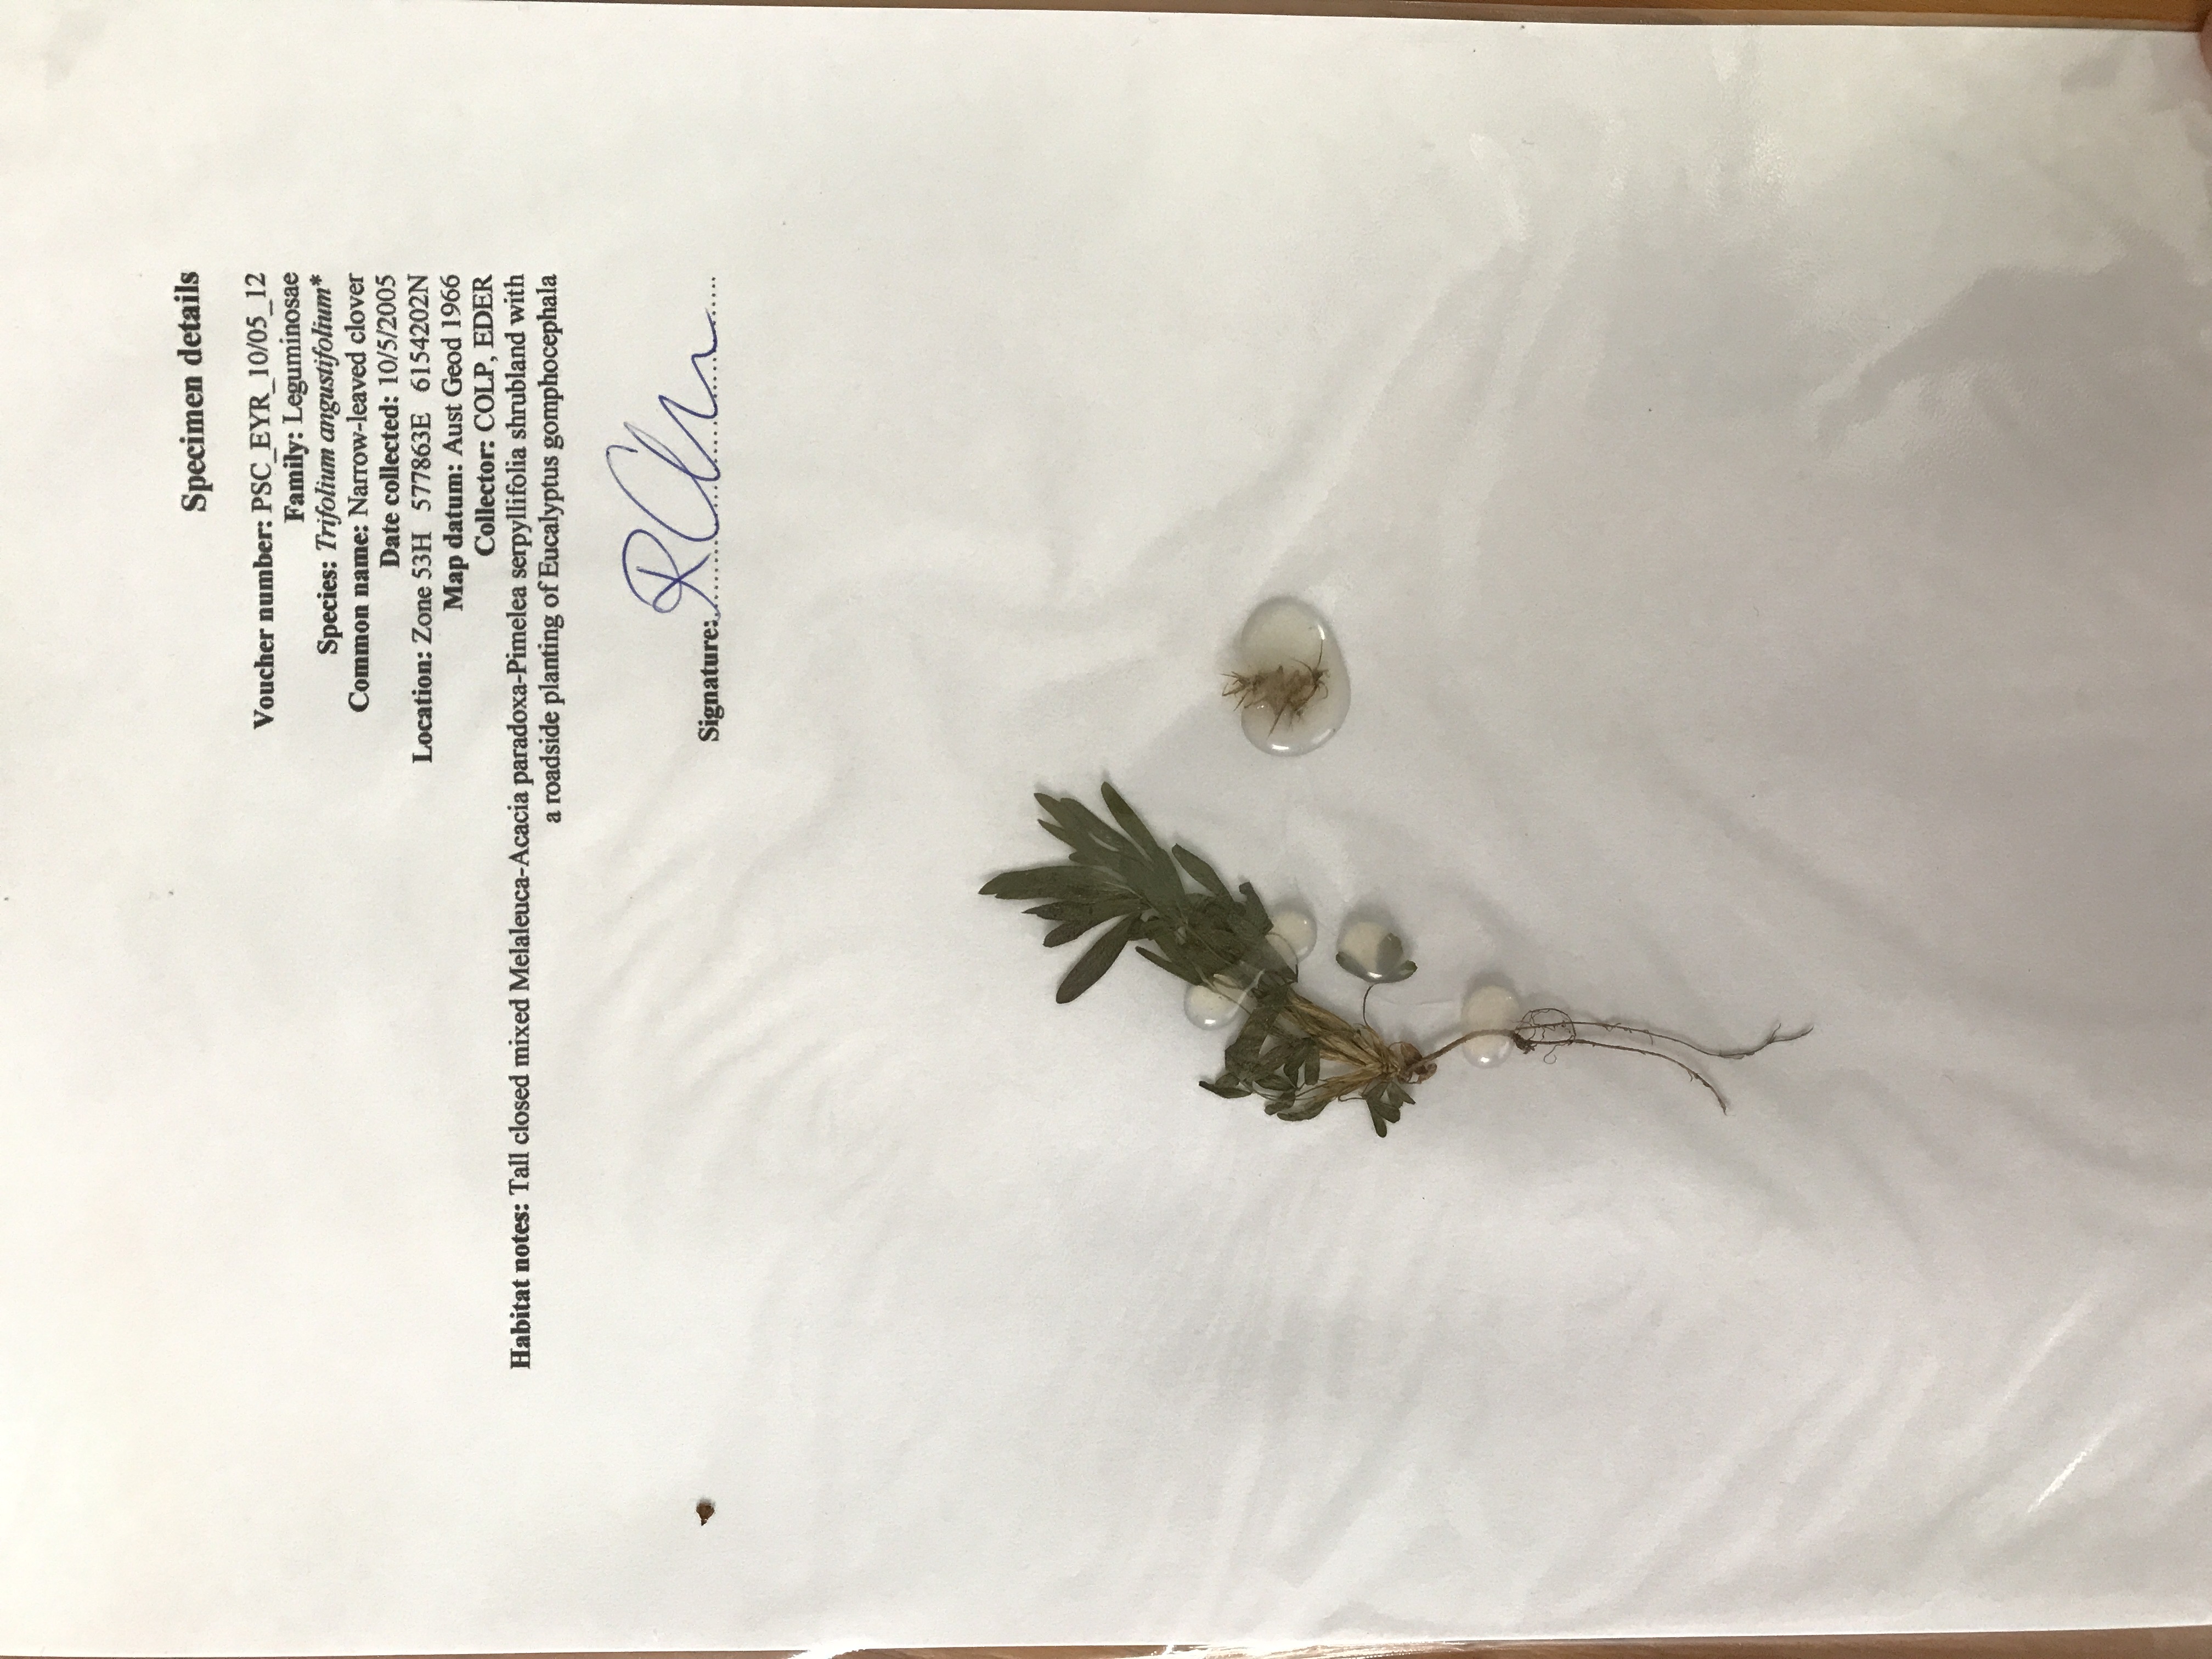 Specimen details
Voucher number: PSC_EYR_10/05_12
Family: Leguminosae
Species: Trifolium angustifolium*
Common name: Narrow-leaved clover
Date collected: 10/5/2005
Location: Zone 53H 577863E 6154202N
Map datum: Aust Geod 1966
Collector: COLP, EDER
Habitat notes: Tall closed mixed Melaleuca-Acacia paradoxa-Pimelea serpyllifolia shrubland with
a roadside planting of Eucalyptus gomphocephala
Signature: